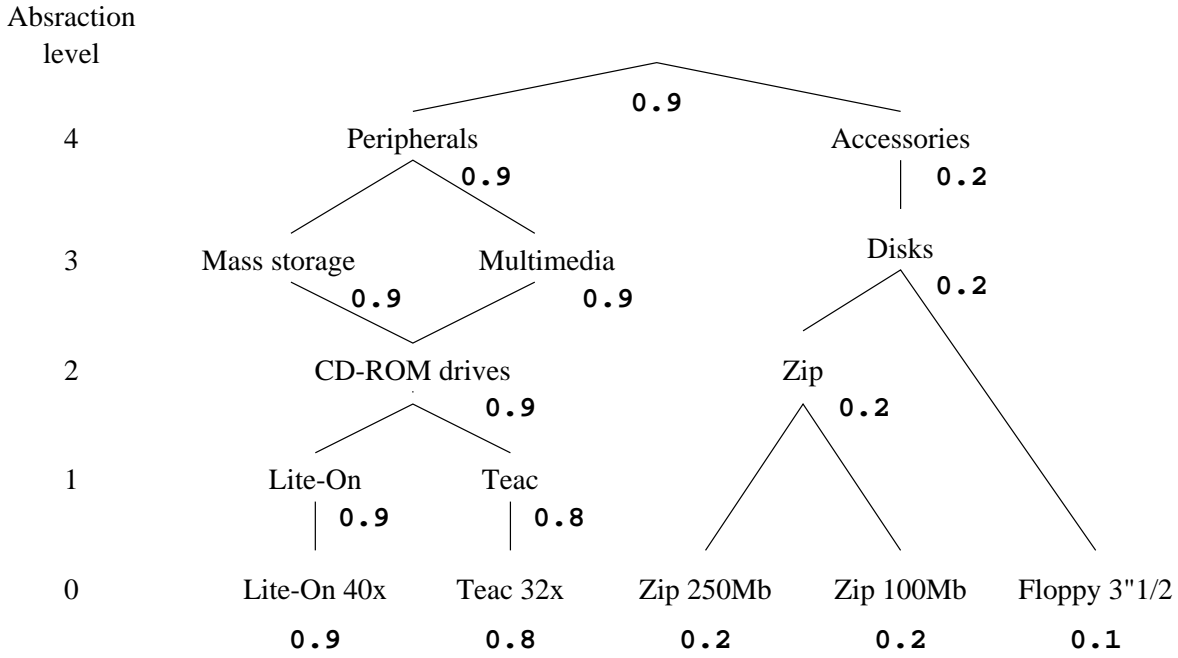 Absraction
level
0.9
4 Peripherals Accessories
0.9 0.2
3 Mass storage Multimedia Disks
0.9 0.9 0.2
2 CD-ROM drives Zip
0.9 0.2
1 Lite-On Teac
0.9 0.8
0 Lite-On 40x Teac 32x Zip 250Mb Zip 100Mb Floppy 3"1/2
0.9 0.8 0.2 0.2 0.1